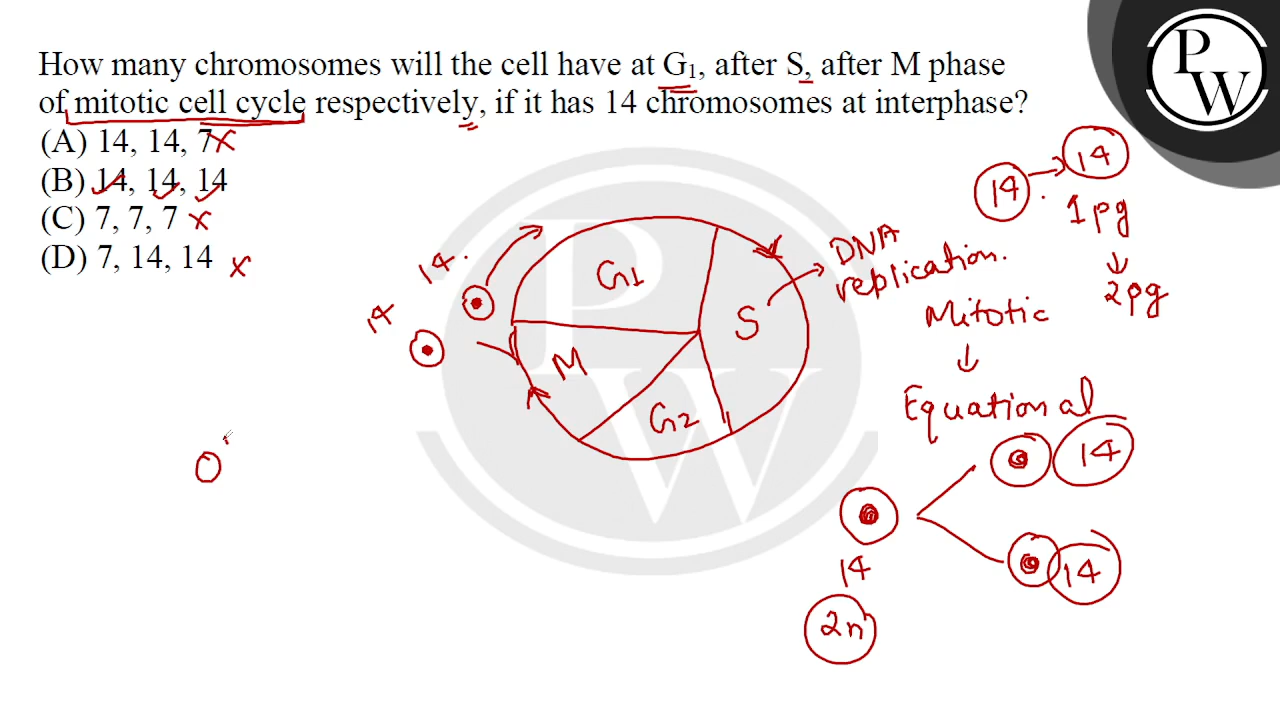 How many chromosomes will the cell have at G₁, after S, after M phase
of mitotic cell cycle respectively, if it has 14 chromosomes at interphase?
(A) 14, 14, 7 x
(B) 14, 14, 14
(C) 7, 7, 7 x
(D) 7, 14, 14 x
P
W
14 → 14
1pg
↓
2pg
DNA
replication.
14.
14
G1
S
M
G2
Mitotic
↓
Equational
14
14
14
2n